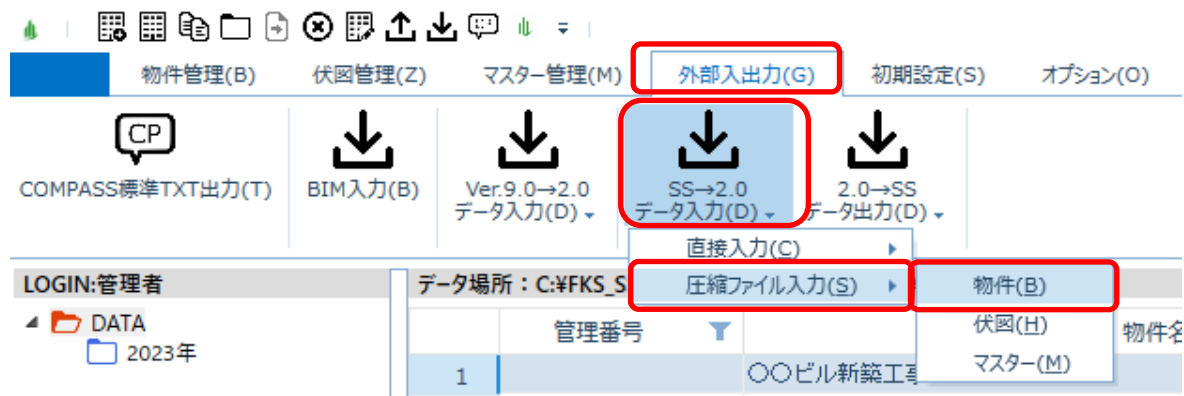 物件管理(B) 伏図管理(Z) マスター管理(M) 外部入出力(G) 初期設定(S) オプション(O)
CP
COMPASS標準TXT出力(T) BIM入力(B) Ver.9.0→2.0 SS→2.0 2.0→SS
データ入力(D) データ入力(D) データ出力(D)
直接入力(C)
LOGIN:管理者 データ場所：C:¥FKS_S 圧縮ファイル入力(S) 物件(B)
DATA 管理番号 物件名 伏図(H)
2023年 マスター(M)
1 〇〇ビル新築工事